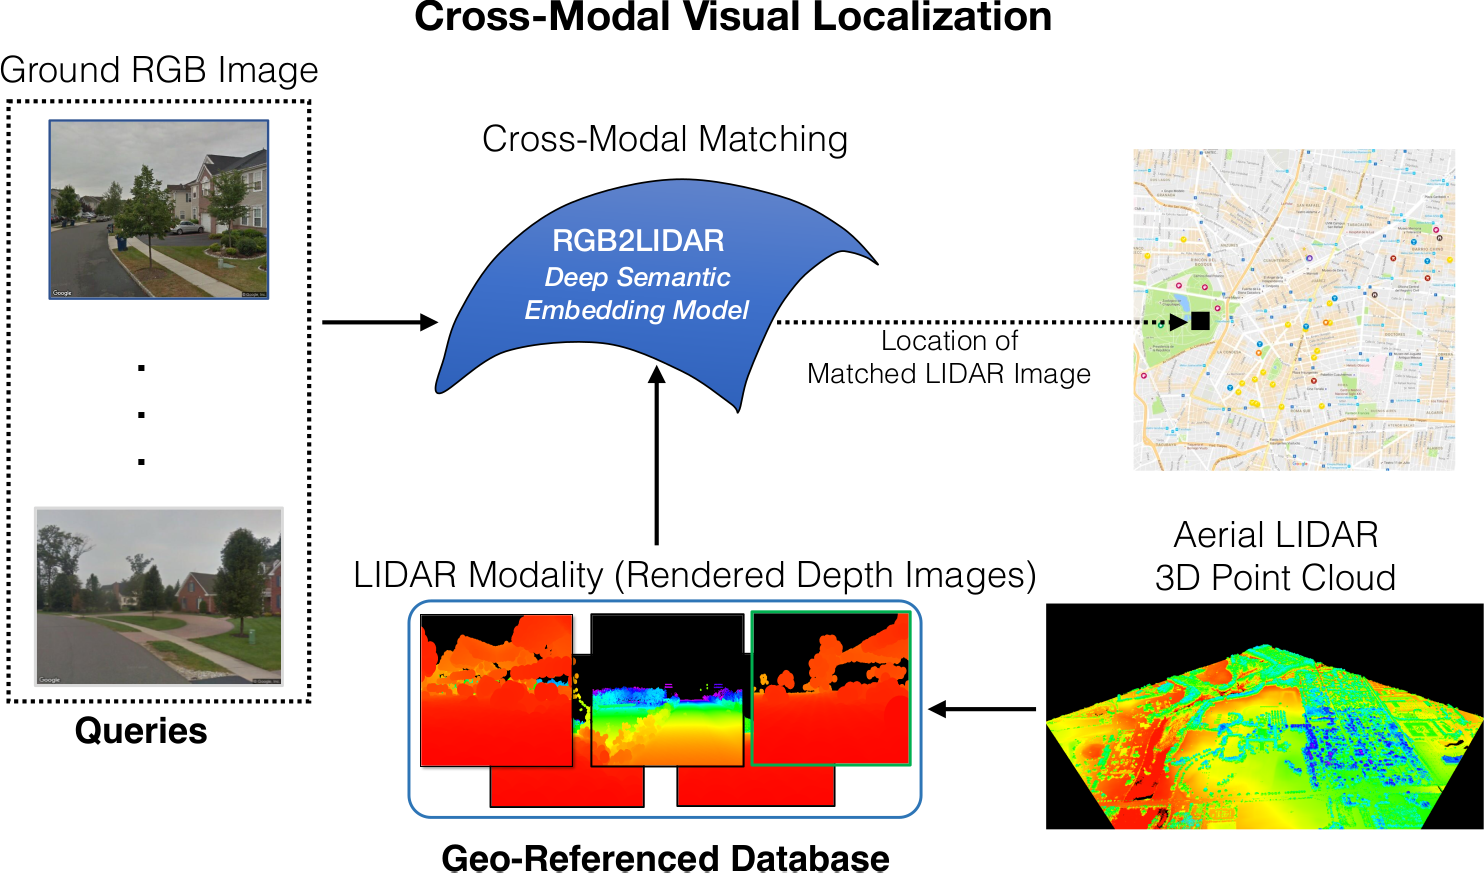 Cross-Modal Visual Localization
Ground RGB Image
Google
Google
Queries
Cross-Modal Matching
RGB2LIDAR
Deep Semantic
Embedding Model
Location of
Matched LIDAR Image
LIDAR Modality (Rendered Depth Images)
Geo-Referenced Database
Aerial LIDAR
3D Point Cloud